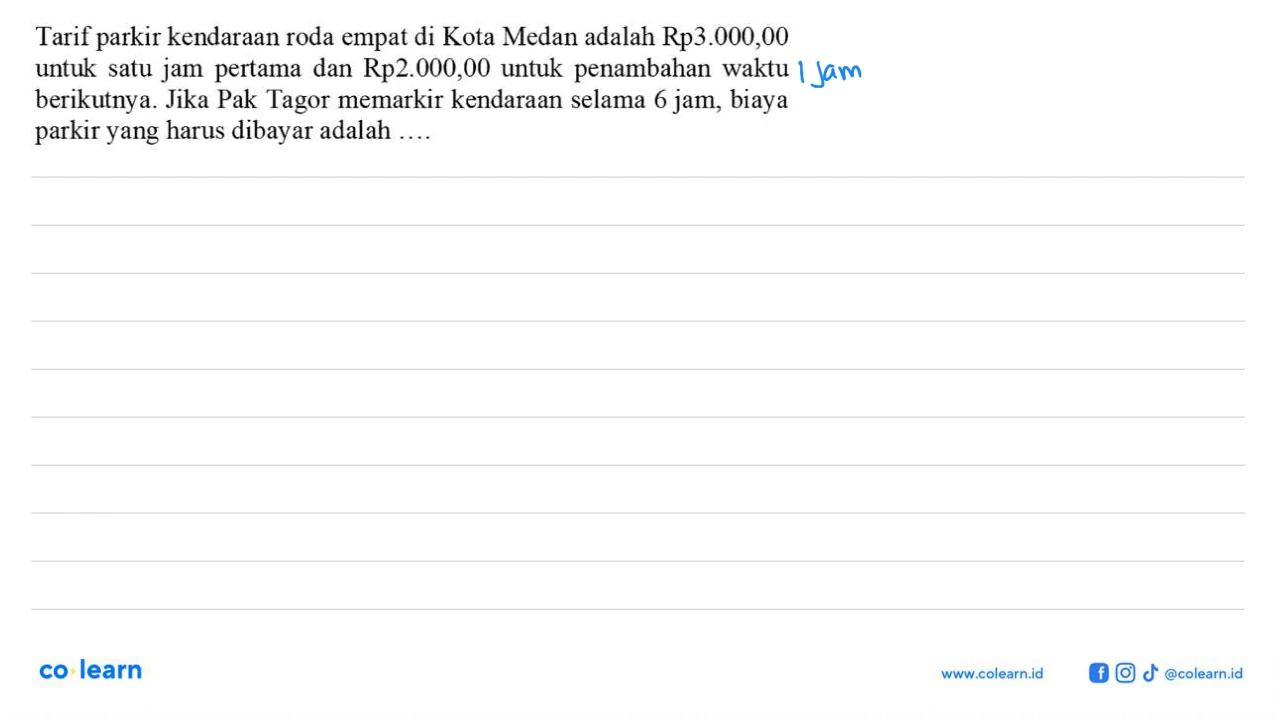 Tarif parkir kendaraan roda empat di Kota Medan adalah Rp3.000,00
untuk satu jam pertama dan Rp2.000,00 untuk penambahan waktu 1 Jam
berikutnya. Jika Pak Tagor memarkir kendaraan selama 6 jam, biaya
parkir yang harus dibayar adalah ....
co learn
www.colearn.id @colearn.id